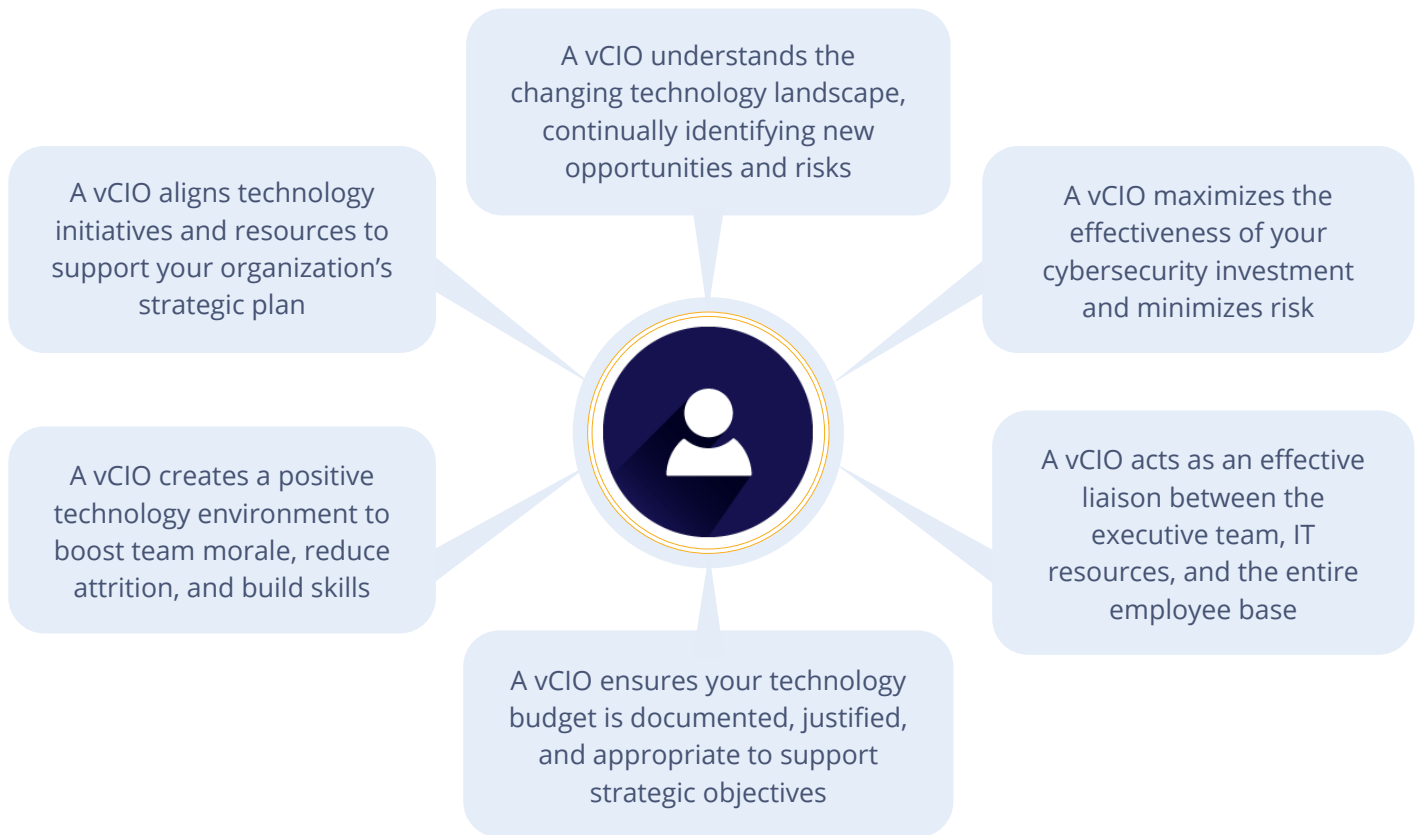 A vCIO understands the
changing technology landscape,
continually identifying new
opportunities and risks
A vCIO aligns technology
initiatives and resources to
support your organization’s
strategic plan
A vCIO maximizes the
effectiveness of your
cybersecurity investment
and minimizes risk
A vCIO creates a positive
technology environment to
boost team morale, reduce
attrition, and build skills
A vCIO acts as an effective
liaison between the
executive team, IT
resources, and the entire
employee base
A vCIO ensures your technology
budget is documented, justified,
and appropriate to support
strategic objectives